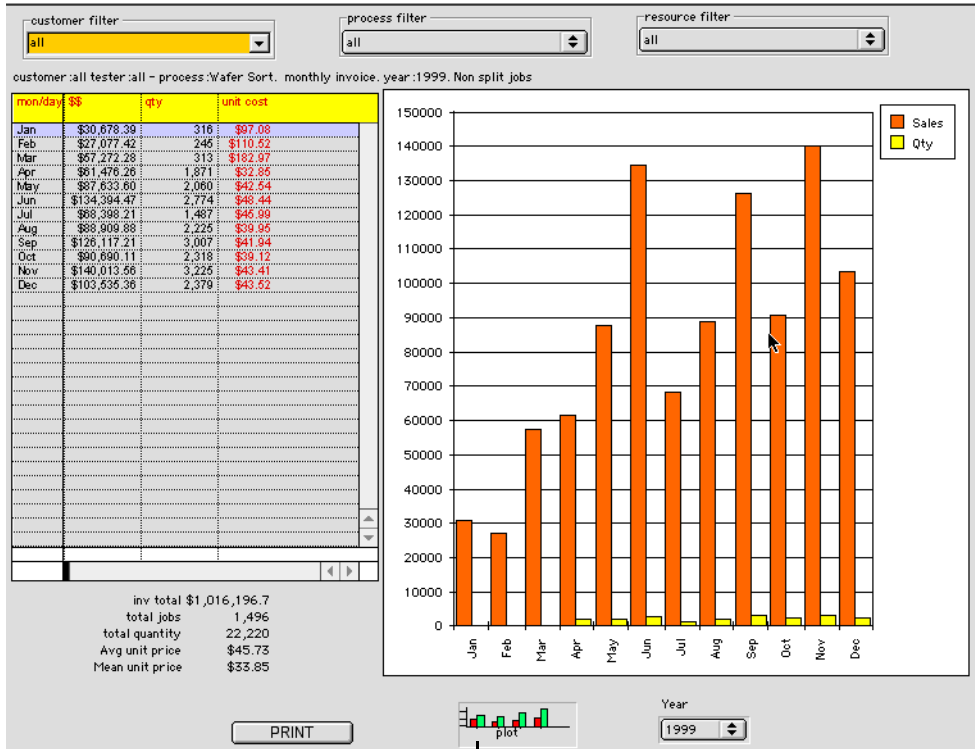 customer filter
all
process filter
all
resource filter
all
customer :all tester :all - process :Wafer Sort. monthly invoice. year :1999. Non split jobs
mon/day $$ qty unit cost
Jan $30,678.39 316 $97.08
Feb $27,077.42 245 $110.52
Mar $57,272.28 313 $182.97
Apr $61,476.26 1,871 $32.85
May $87,633.60 2,060 $42.54
Jun $134,394.47 2,774 $48.44
Jul $68,398.21 1,487 $45.99
Aug $88,909.88 2,225 $39.95
Sep $126,117.21 3,007 $41.94
Oct $90,690.11 2,318 $39.12
Nov $140,013.56 3,225 $43.41
Dec $103,535.36 2,379 $43.52
inv total $1,016,196.7
total jobs 1,496
total quantity 22,220
Avg unit price $45.73
Mean unit price $33.85
150000
140000
130000
120000
110000
100000
90000
80000
70000
60000
50000
40000
30000
20000
10000
0
Jan Feb Mar Apr May Jun Jul Aug Sep Oct Nov Dec
Sales
Qty
PRINT
plot
Year
1999